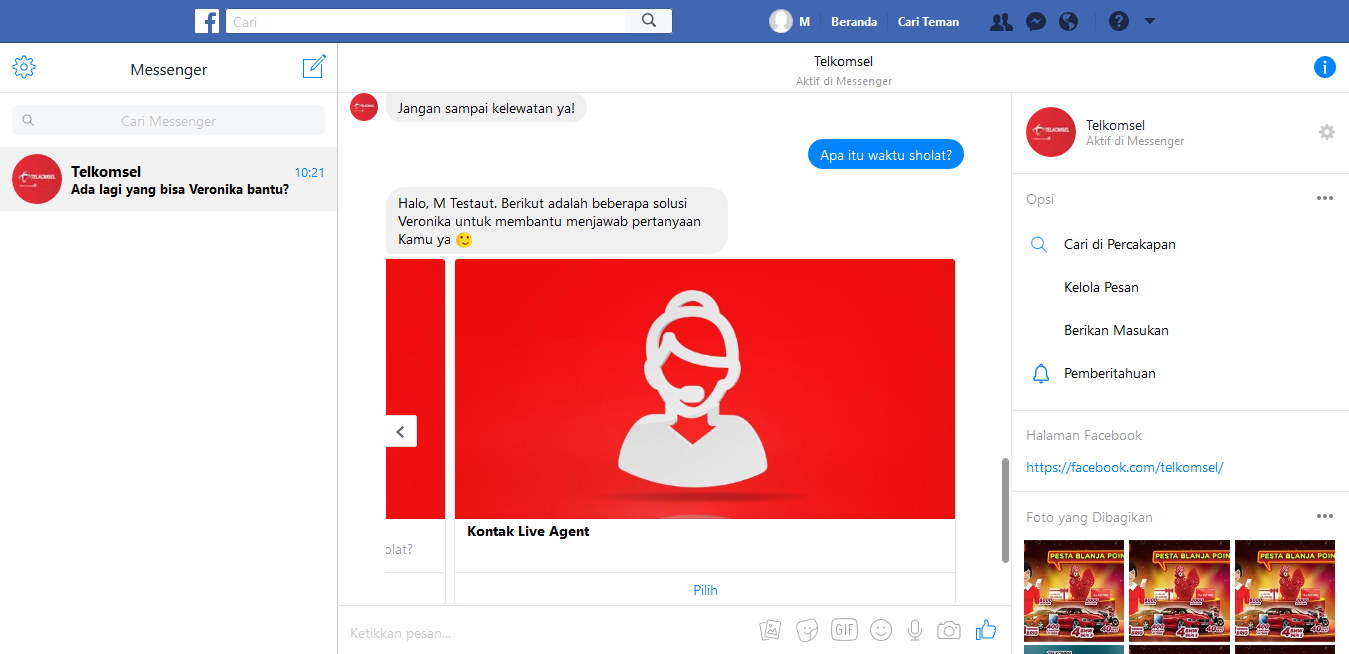 Cari
M
Beranda
Cari Teman
Messenger
Telkomsel
Aktif di Messenger
Cari Messenger
Telkomsel
10:21
Ada lagi yang bisa Veronika bantu?
Jangan sampai kelewatan ya!
Apa itu waktu sholat?
Halo, M Testaut. Berikut adalah beberapa solusi
Veronika untuk membantu menjawab pertanyaan
Kamu ya
olat?
Kontak Live Agent
Pilih
Ketikkan pesan...
GIF
TELKOMSEL
Telkomsel
Aktif di Messenger
Opsi
Cari di Percakapan
Kelola Pesan
Berikan Masukan
Pemberitahuan
Halaman Facebook
https://facebook.com/telkomsel/
Foto yang Dibagikan
PESTA BLANJA POIN
PESTA BLANJA POIN
PESTA BLANJA POIN